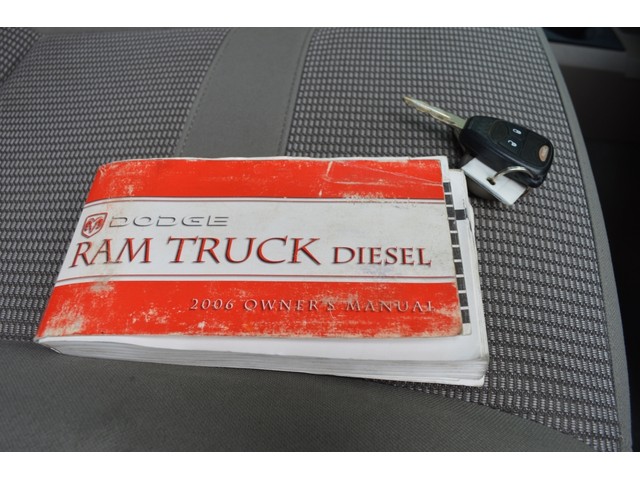 DODGE
RAM TRUCK DIESEL
2006 OWNER'S MANUAL